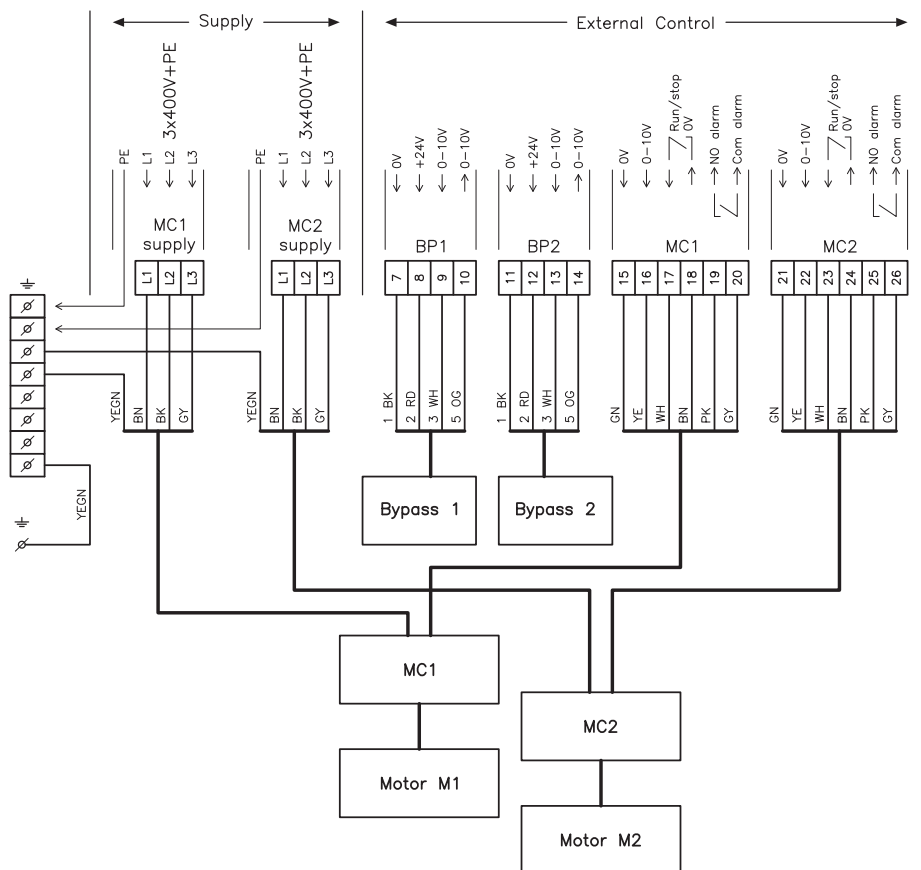 Supply
External Control
3x400V+PE
3x400V+PE
PE
L1
L2
L3
PE
L1
L2
L3
0V
+24V
0-10V
0-10V
0V
+24V
0-10V
0-10V
0V
0-10V
Run/stop
0V
NO alarm
Com alarm
0V
0-10V
Run/stop
0V
NO alarm
Com alarm
MC1
supply
MC2
supply
BP1
BP2
MC1
MC2
L1
L2
L3
L1
L2
L3
7
8
9
10
11
12
13
14
15
16
17
18
19
20
21
22
23
24
25
26
YEGN
BN
BK
GY
YEGN
BN
BK
GY
1 BK
2 RD
3 WH
5 OG
1 BK
2 RD
3 WH
5 OG
GN
YE
WH
BN
PK
GY
GN
YE
WH
BN
PK
GY
YEGN
Bypass 1
Bypass 2
MC1
MC2
Motor M1
Motor M2